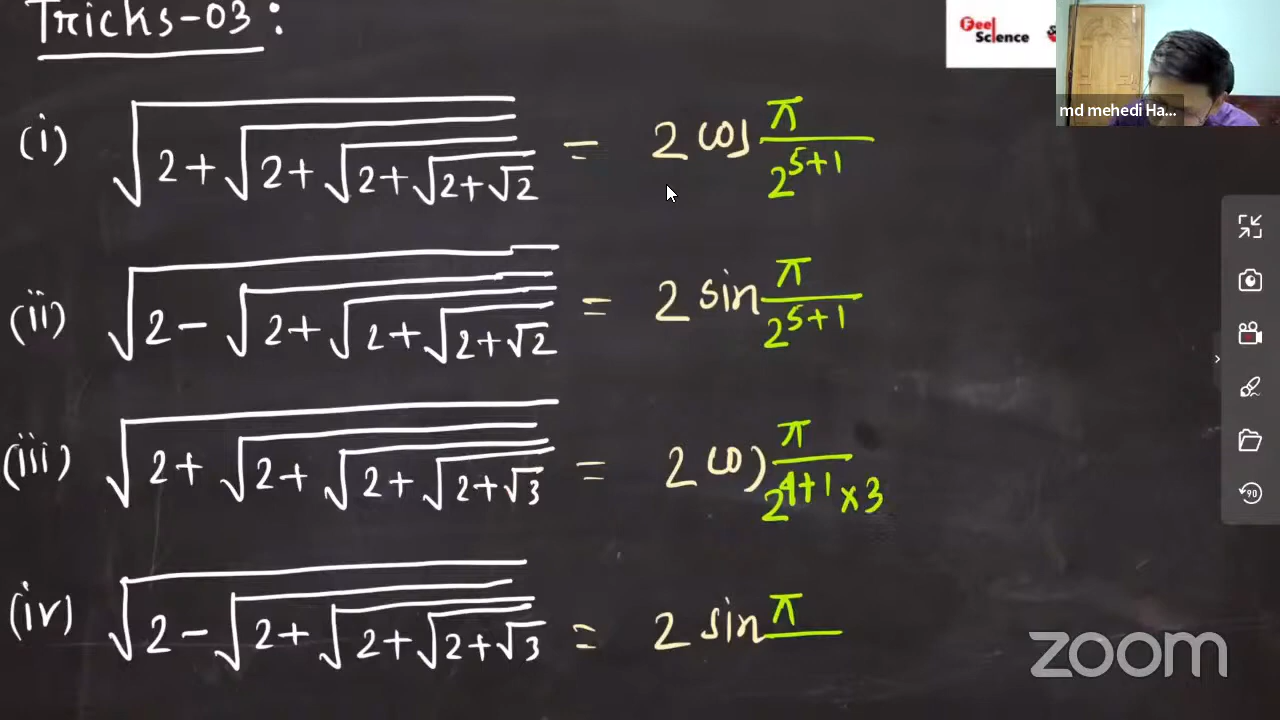 Tricks-03:
Feel
Science
md mehedi Ha...
(i) √(2+√(2+√(2+√(2+√2)))) = 2 cos π/2^(5+1)
(ii) √(2-√(2+√(2+√(2+√2)))) = 2 sin π/2^(5+1)
(iii) √(2+√(2+√(2+√(2+√3)))) = 2 cos π/(2^(4+1)×3)
(iv) √(2-√(2+√(2+√(2+√3)))) = 2 sin π/
90
zoom